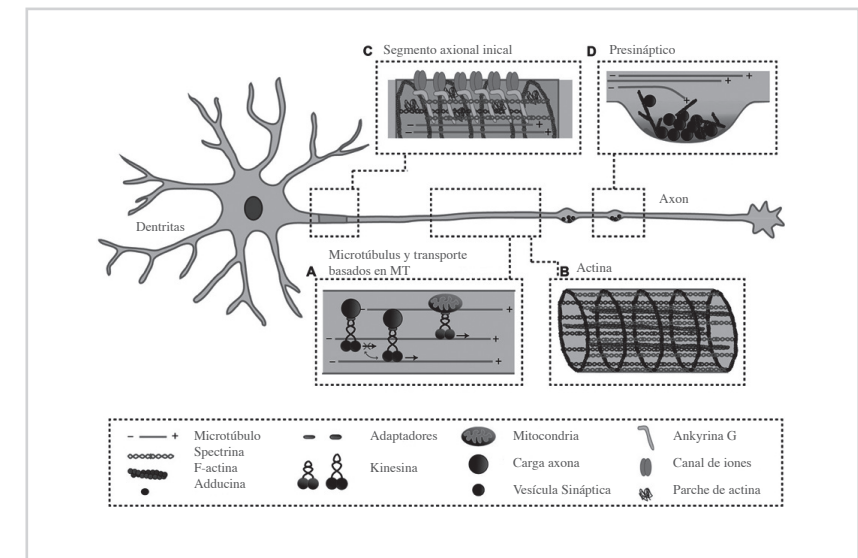 C Segmento axional inical
D Presináptico
Dentritas
Axon
A Microtúbulus y transporte
basados en MT
B Actina
Microtúbulo
Spectrina
F-actina
Adducina
Adaptadores
Kinesina
Mitocondria
Carga axona
Vesícula Sináptica
Ankyrina G
Canal de iones
Parche de actina